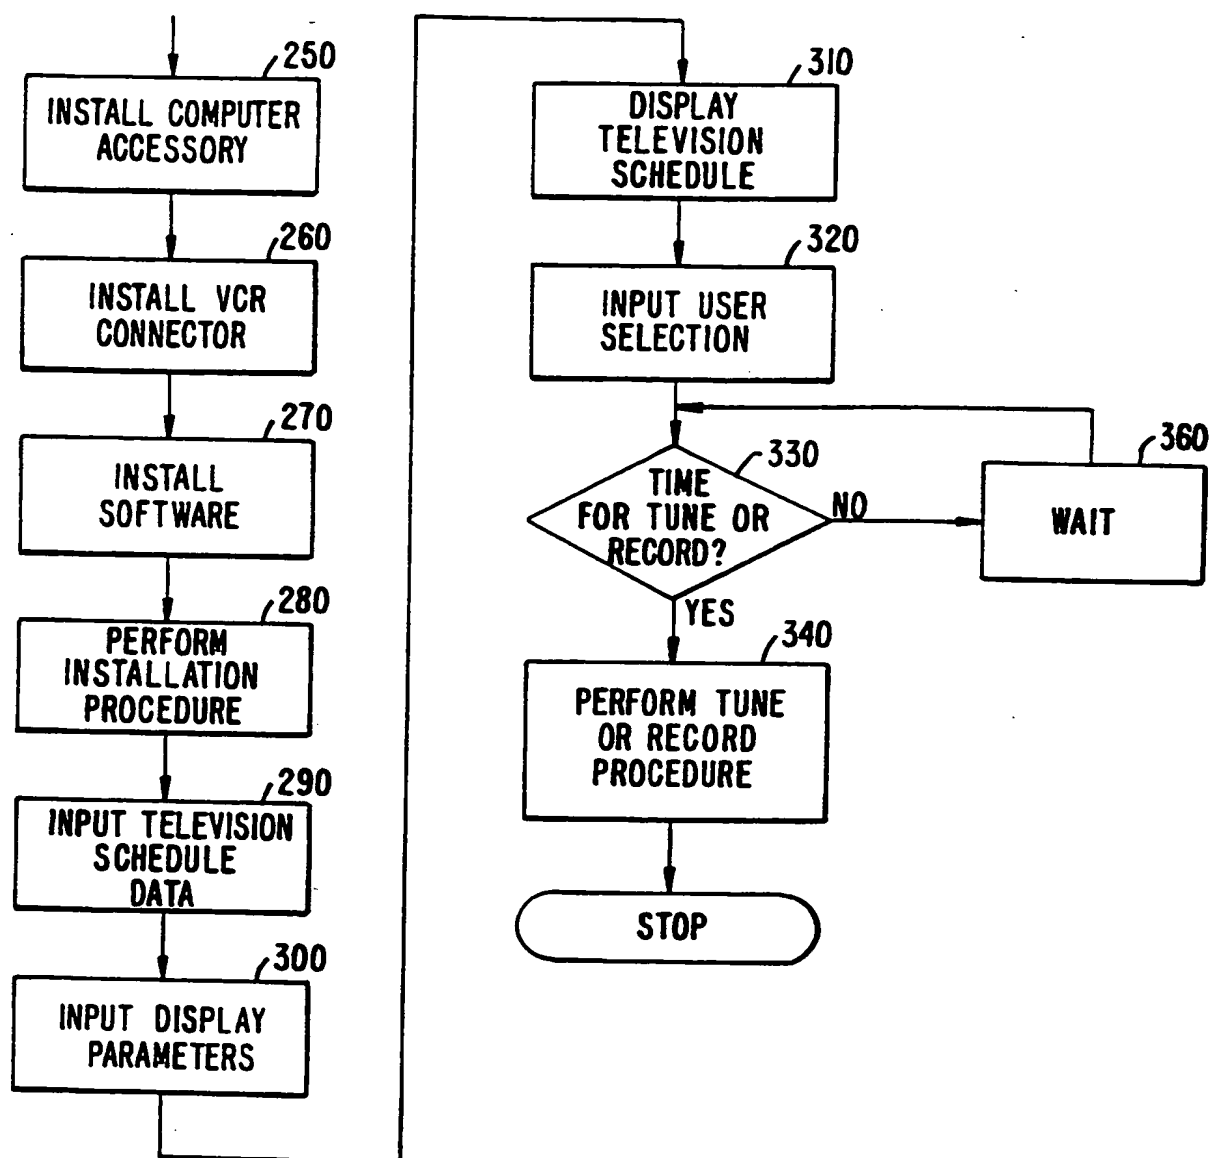 250
INSTALL COMPUTER
ACCESSORY
260
INSTALL VCR
CONNECTOR
270
INSTALL
SOFTWARE
280
PERFORM
INSTALLATION
PROCEDURE
290
INPUT TELEVISION
SCHEDULE
DATA
300
INPUT DISPLAY
PARAMETERS
310
DISPLAY
TELEVISION
SCHEDULE
320
INPUT USER
SELECTION
330
TIME
FOR TUNE OR
RECORD?
NO
360
WAIT
YES
340
PERFORM TUNE
OR RECORD
PROCEDURE
STOP